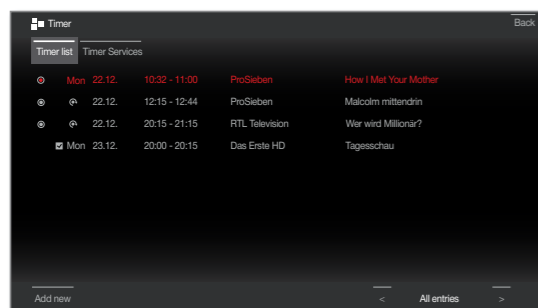 Timer
Back
Timer list Timer Services
Mon 22.12. 10:32 - 11:00 ProSieben How I Met Your Mother
22.12. 12:15 - 12:44 ProSieben Malcolm mittendrin
22.12. 20:15 - 21:15 RTL Television Wer wird Millionär?
Mon 23.12. 20:00 - 20:15 Das Erste HD Tagesschau
Add new < All entries >